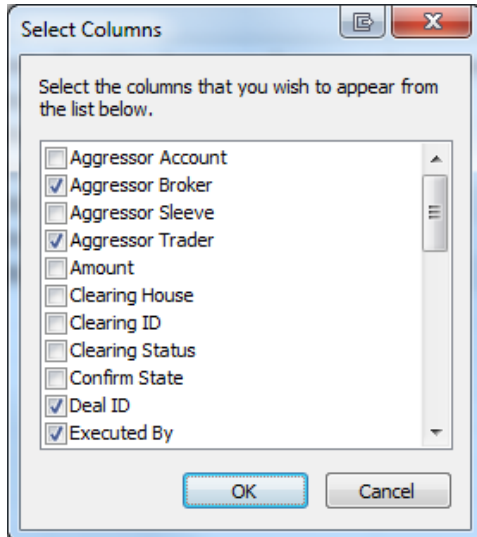 Select Columns
Select the columns that you wish to appear from
the list below.
Aggressor Account
Aggressor Broker
Aggressor Sleeve
Aggressor Trader
Amount
Clearing House
Clearing ID
Clearing Status
Confirm State
Deal ID
Executed By
OK
Cancel